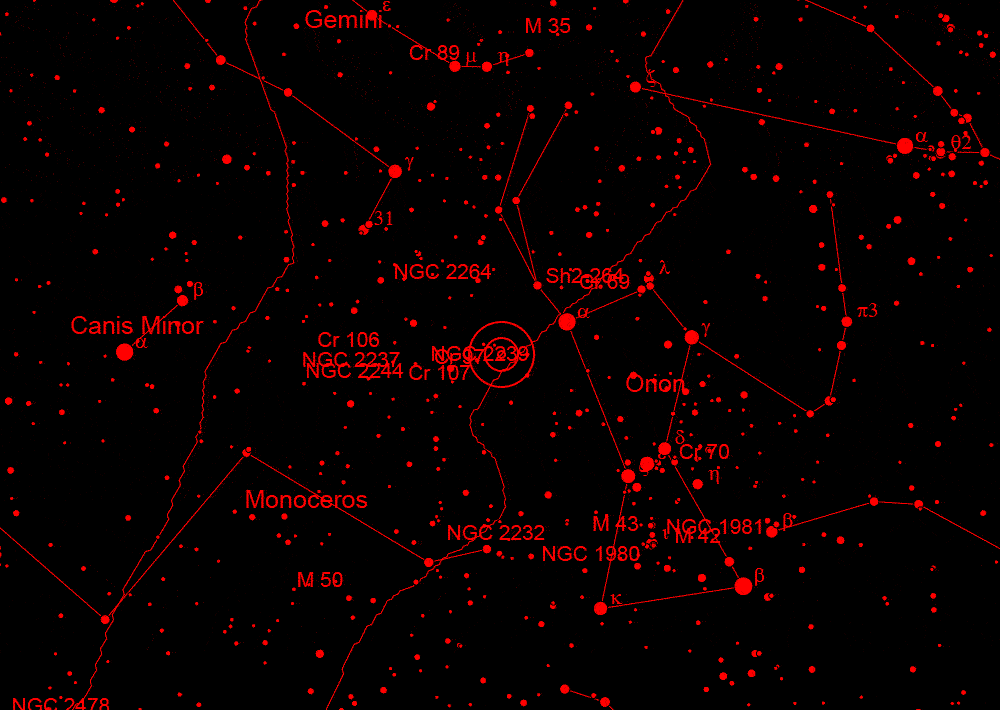 ε
Gemini
M 35
Cr 89 μ η
ζ
α
θ2
γ
31
λ
NGC 2264
Sh2-264
Cr 69
β
π3
α
Canis Minor
α
γ
Cr 106
NGC 2239
NGC 2237
NGC 2244
Cr 107
Orion
δ
Cr 70
η
Monoceros
M 43
NGC 1981
β
NGC 2232
ι
M 42
NGC 1980
M 50
β
κ
NGC 2478